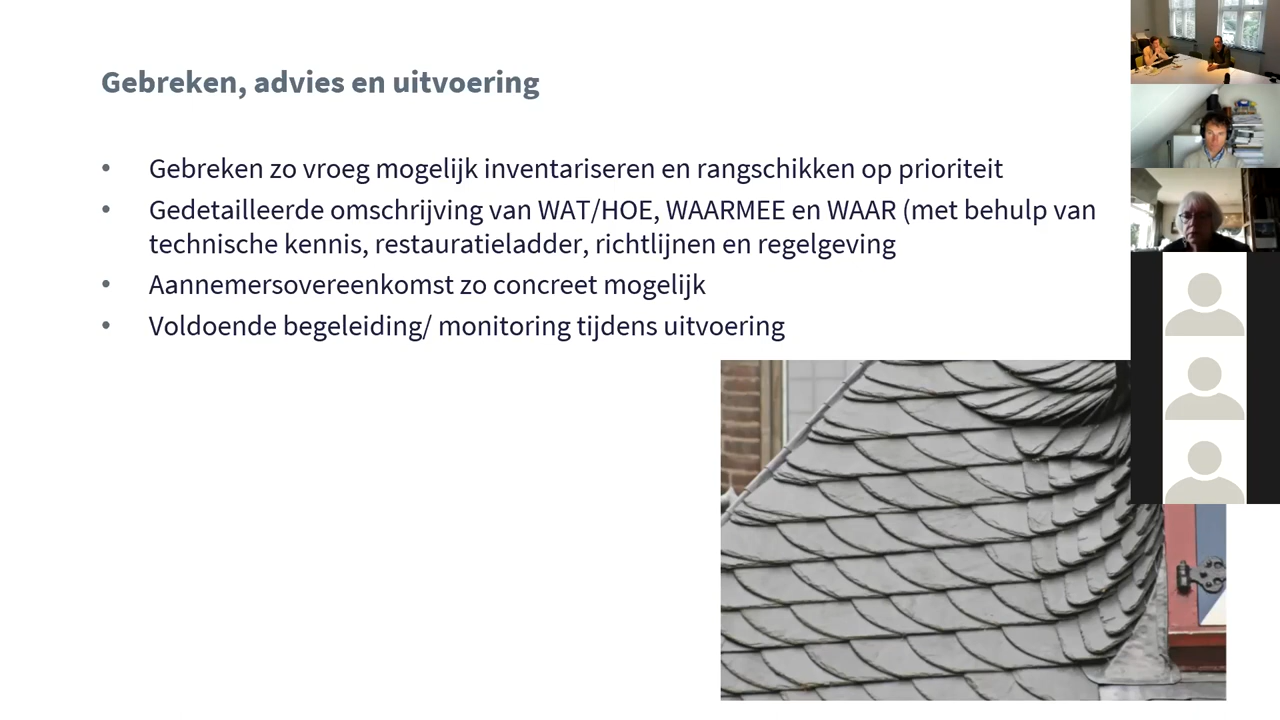 Gebreken, advies en uitvoering
• Gebreken zo vroeg mogelijk inventariseren en rangschikken op prioriteit
• Gedetailleerde omschrijving van WAT/HOE, WAARMEE en WAAR (met behulp van
technische kennis, restauratieladder, richtlijnen en regelgeving
• Aannemersovereenkomst zo concreet mogelijk
• Voldoende begeleiding/ monitoring tijdens uitvoering